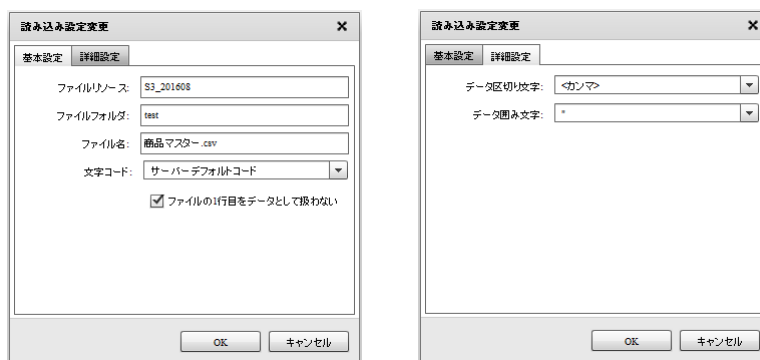 読み込み設定変更
基本設定 詳細設定
ファイルリソース: S3_201608
ファイルフォルダ: test
ファイル名: 商品マスター.csv
文字コード: サーバーデフォルトコード
ファイルの1行目をデータとして扱わない
OK キャンセル
読み込み設定変更
基本設定 詳細設定
データ区切り文字: <カンマ>
データ囲み文字: "
OK キャンセル